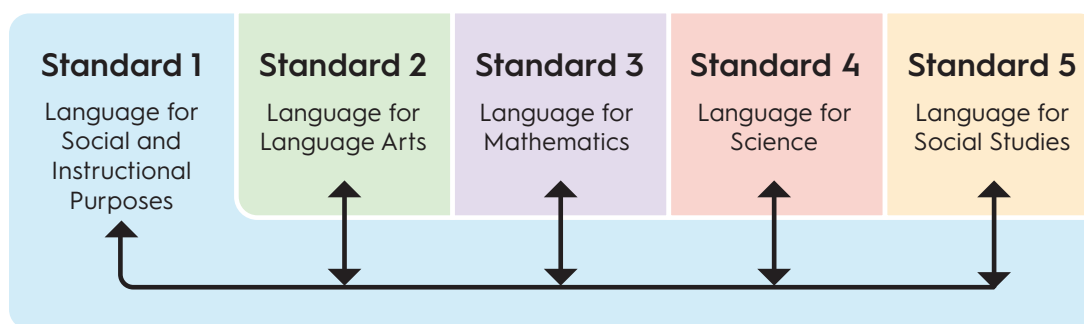 Standard 1
Language for
Social and
Instructional
Purposes
Standard 2
Language for
Language Arts
Standard 3
Language for
Mathematics
Standard 4
Language for
Science
Standard 5
Language for
Social Studies